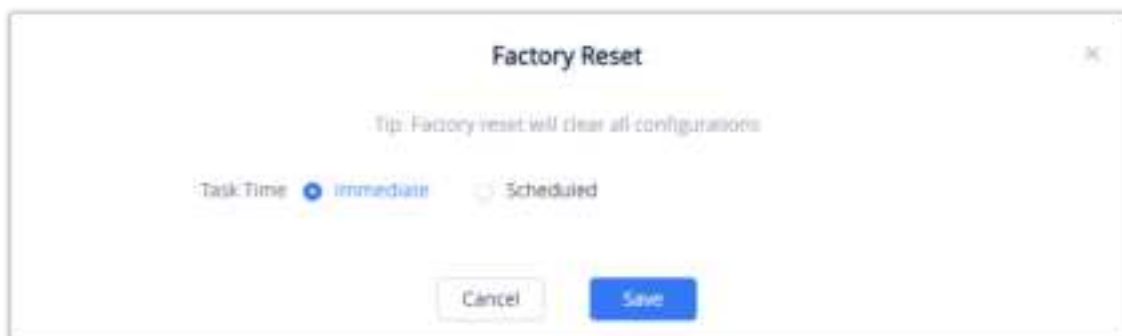 Factory Reset
Tip: Factory reset will clear all configurations
Task Time Immediate Scheduled
Cancel Save